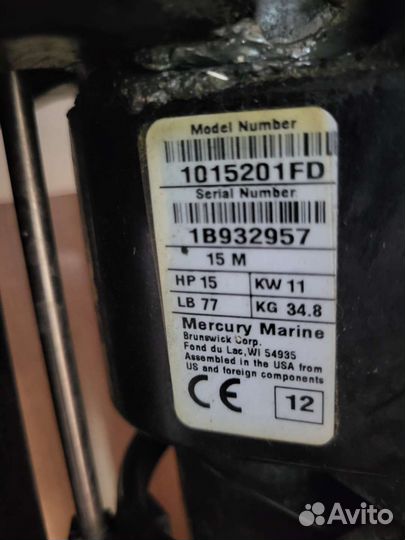 Model Number
1015201FD
Serial Number
1B932957
15 M
HP 15 KW 11
LB 77 KG 34.8
Mercury Marine
Brunswick Corp.
Fond du Lac, WI 54935
Assembled in the USA from
US and foreign components
CE 12
Avito